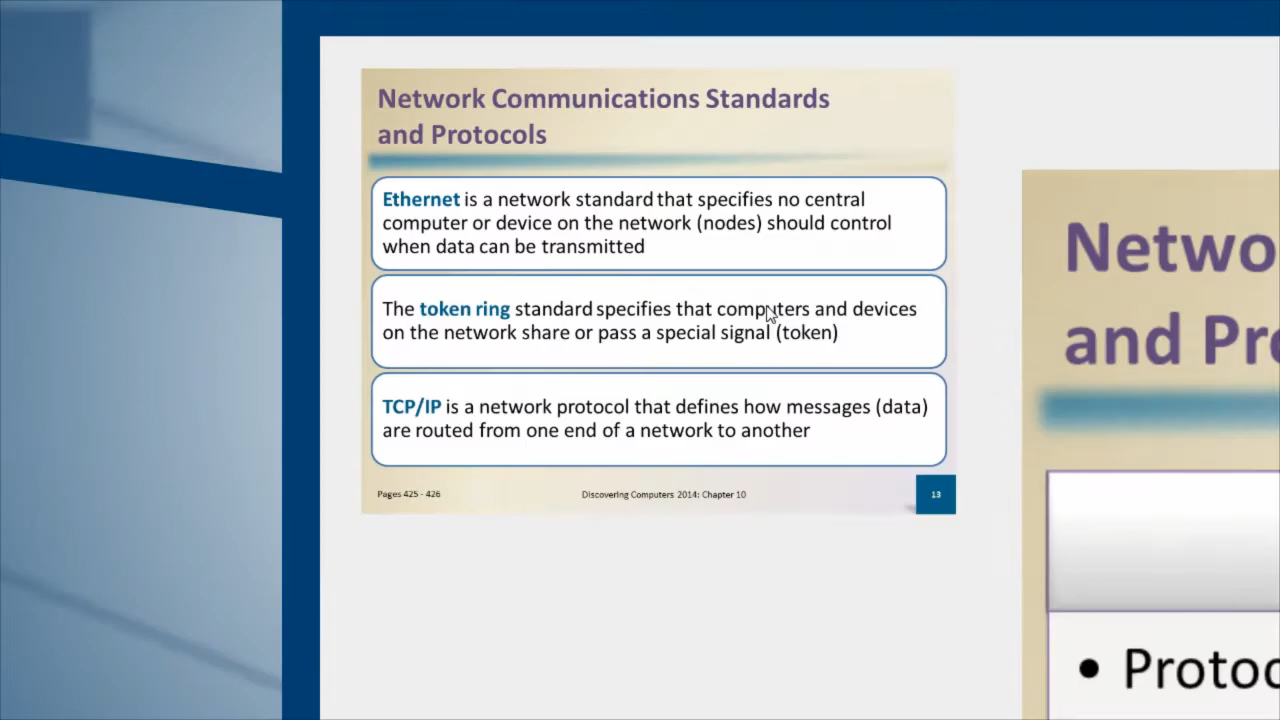 Network Communications Standards
and Protocols
Ethernet is a network standard that specifies no central
computer or device on the network (nodes) should control
when data can be transmitted
The token ring standard specifies that computers and devices
on the network share or pass a special signal (token)
TCP/IP is a network protocol that defines how messages (data)
are routed from one end of a network to another
Pages 425 - 426
Discovering Computers 2014: Chapter 10
13
and
•